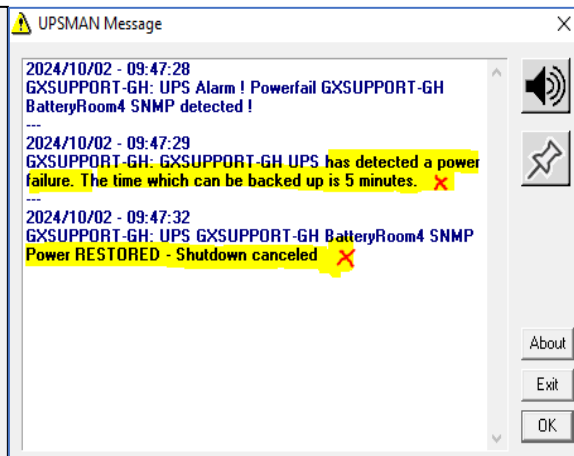 UPSMAN Message
2024/10/02 - 09:47:28
GXSUPPORT-GH: UPS Alarm ! Powerfail GXSUPPORT-GH
BatteryRoom4 SNMP detected !
---
2024/10/02 - 09:47:29
GXSUPPORT-GH: GXSUPPORT-GH UPS has detected a power
failure. The time which can be backed up is 5 minutes.
---
2024/10/02 - 09:47:32
GXSUPPORT-GH: UPS GXSUPPORT-GH BatteryRoom4 SNMP
Power RESTORED - Shutdown canceled
About
Exit
OK